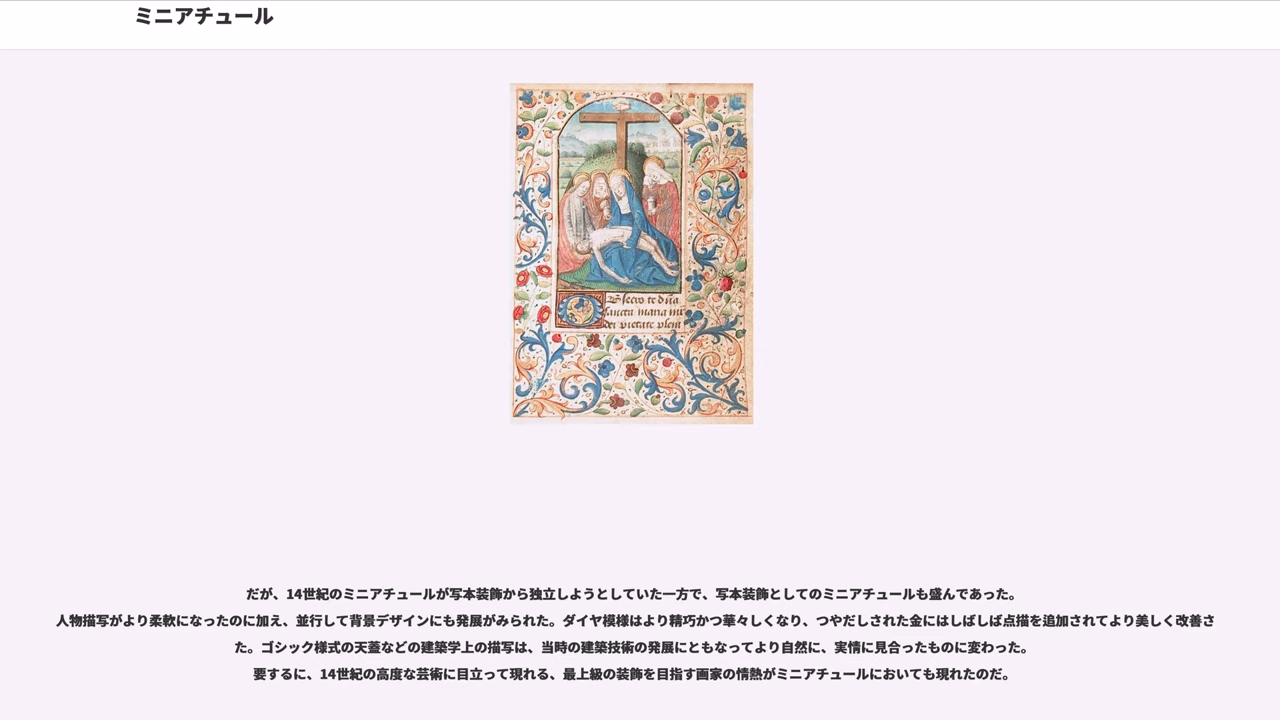 ミニアチュール
だが、14世紀のミニアチュールが写本装飾から独立しようとしていた一方で、写本装飾としてのミニアチュールも盛んであった。
人物描写がより柔軟になったのに加え、並行して背景デザインにも発展がみられた。ダイヤ模様はより精巧かつ華々しくなり、つやだしされた金にはしばしば点描を追加されてより美しく改善さ
た。ゴシック様式の天蓋などの建築学上の描写は、当時の建築技術の発展にともなってより自然に、実情に見合ったものに変わった。
要するに、14世紀の高度な芸術に目立って現れる、最上級の装飾を目指す画家の情熱がミニアチュールにおいても現れたのだ。